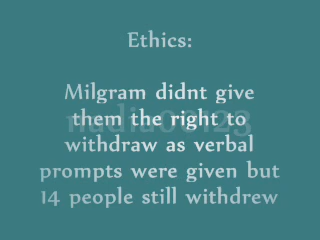 Ethics:
Milgram didnt give
them the right to
nadia00123
withdraw as verbal
prompts were given but
14 people still withdrew